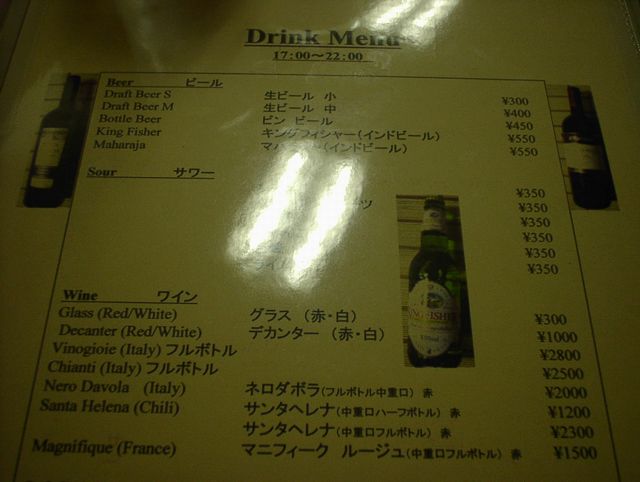 Drink Menu
17:00～22:00
Beer ビール
Draft Beer S 生ビール 小 ¥300
Draft Beer M 生ビール 中 ¥400
Bottle Beer ビン ビール ¥450
King Fisher キングフィシャー（インドビール） ¥550
Maharaja （インドビール） ¥550
Sour サワー
¥350
¥350
¥350
¥350
¥350
¥350
Wine ワイン
Glass (Red/White) グラス （赤・白） ¥300
Decanter (Red/White) デカンター （赤・白） ¥1000
Vinogioie (Italy) フルボトル ¥2800
Chianti (Italy) フルボトル ¥2500
Nero Davola (Italy) ネロダボラ（フルボトル中重口） 赤 ¥2000
Santa Helena (Chili) サンタヘレナ（中重口ハーフボトル） 赤 ¥1200
サンタヘレナ（中重口フルボトル） 赤 ¥2300
Magnifique (France) マニフィーク ルージュ（中重口フルボトル） 赤 ¥1500